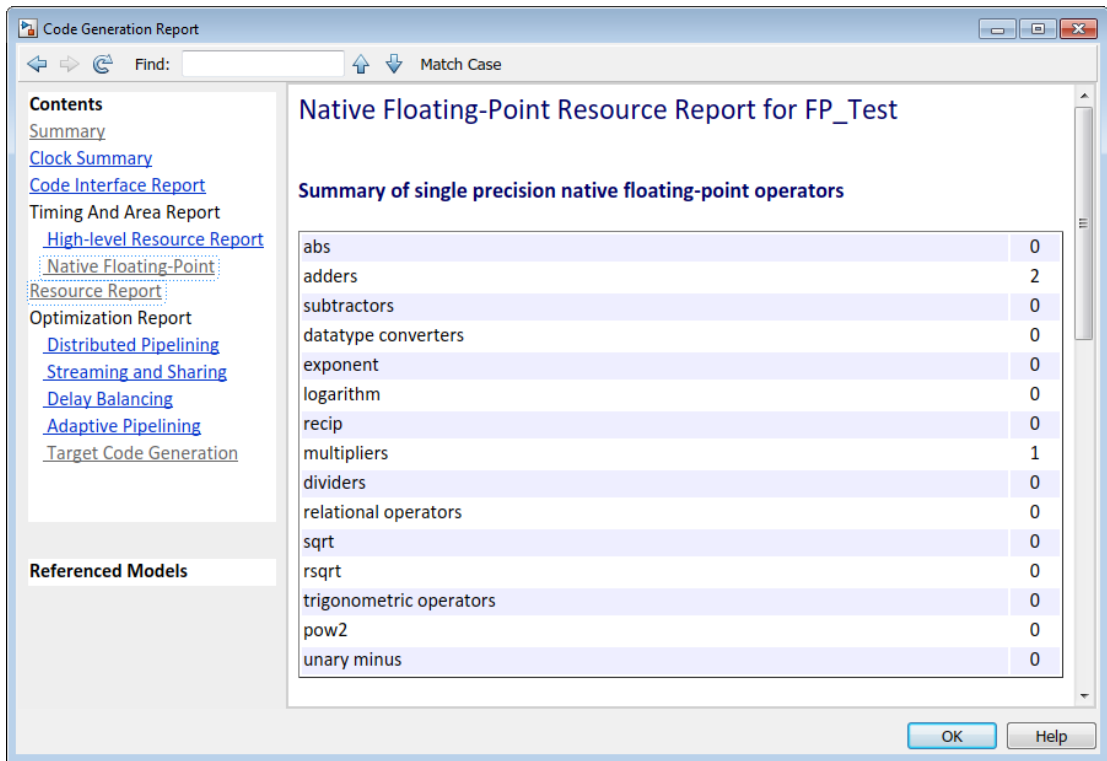 Code Generation Report
Find:
Match Case
Contents
Summary
Clock Summary
Code Interface Report
Timing And Area Report
High-level Resource Report
Native Floating-Point
Resource Report
Optimization Report
Distributed Pipelining
Streaming and Sharing
Delay Balancing
Adaptive Pipelining
Target Code Generation
Referenced Models
Native Floating-Point Resource Report for FP_Test
Summary of single precision native floating-point operators
abs 0
adders 2
subtractors 0
datatype converters 0
exponent 0
logarithm 0
recip 0
multipliers 1
dividers 0
relational operators 0
sqrt 0
rsqrt 0
trigonometric operators 0
pow2 0
unary minus 0
OK Help